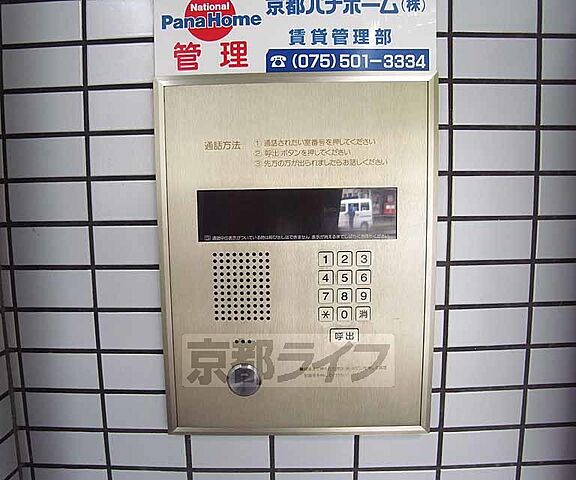 National
PanaHome
管理
京都パナホーム(株)
賃貸管理部
☎(075)501-3334
通話方法
① 通話されたい室番号を押してください
② 呼出ボタンを押してください
③ 先方の方が出られましたらお話しください
1 2 3
4 5 6
7 8 9
* 0 消
呼出
京都ライフ